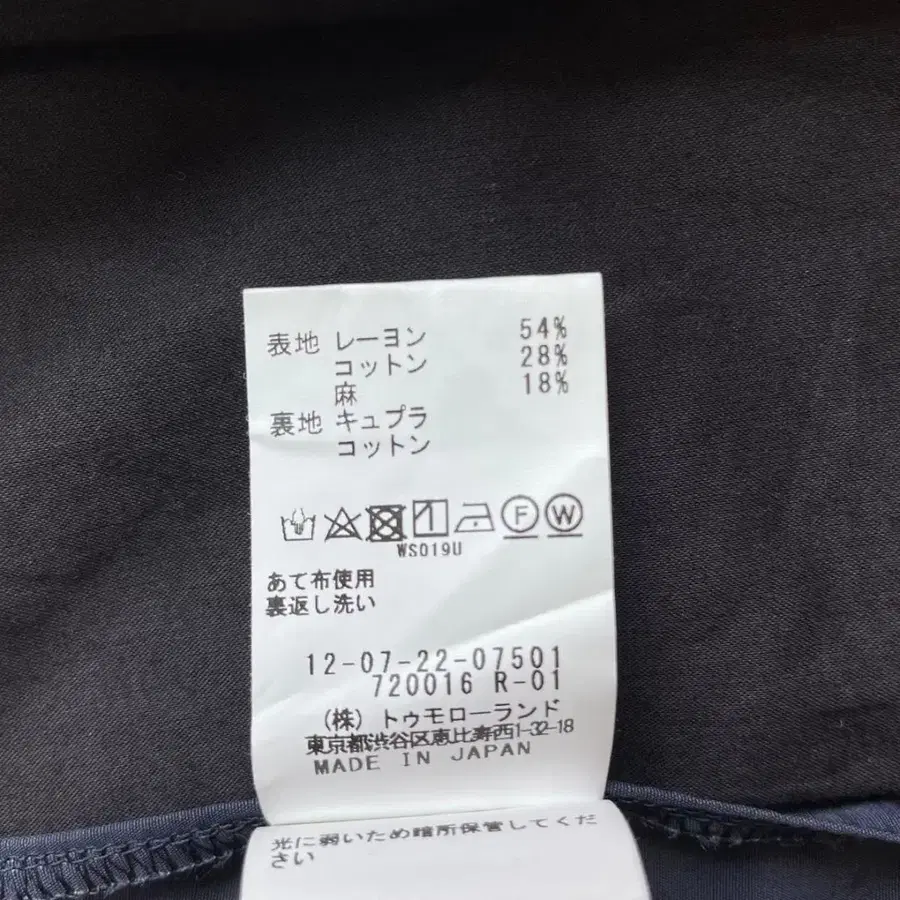 表地 レーヨン 54%
コットン 28%
麻 18%
裏地 キュプラ
コットン
F W
WS019U
あて布使用
裏返し洗い
12-07-22-07501
720016 R-01
(株) トゥモローランド
東京都渋谷区恵比寿西1-32-18
MADE IN JAPAN
光に弱いため暗所保管してくだ
さい